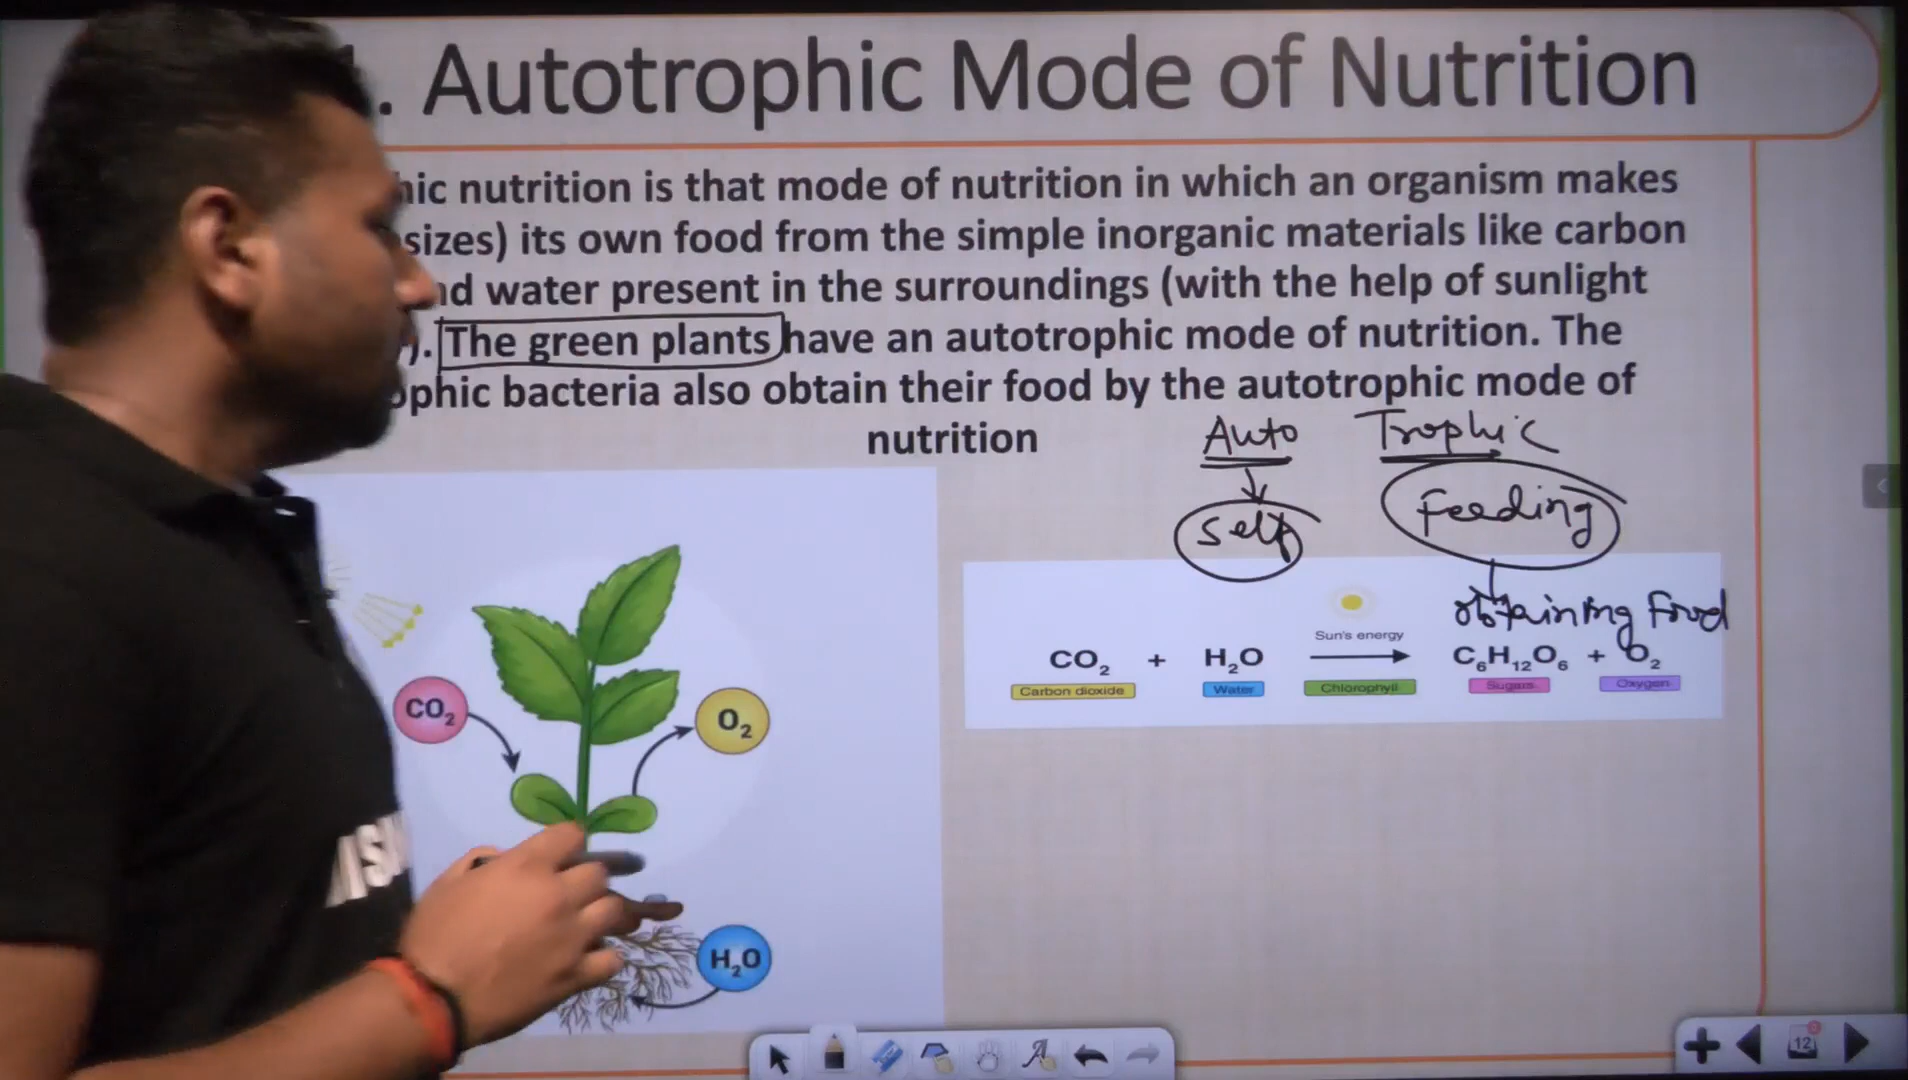 . Autotrophic Mode of Nutrition
nutrition is that mode of nutrition in which an organism makes
sizes) its own food from the simple inorganic materials like carbon
water present in the surroundings (with the help of sunlight
). The green plants have an autotrophic mode of nutrition. The
ophic bacteria also obtain their food by the autotrophic mode of
nutrition
Auto Trophic
Self Feeding
obtaining Food
Sun's energy
CO₂ + H₂O → C₆H₁₂O₆ + O₂
Carbon dioxide Water Chlorophyll Sugars Oxygen
CO₂
O₂
H₂O
12